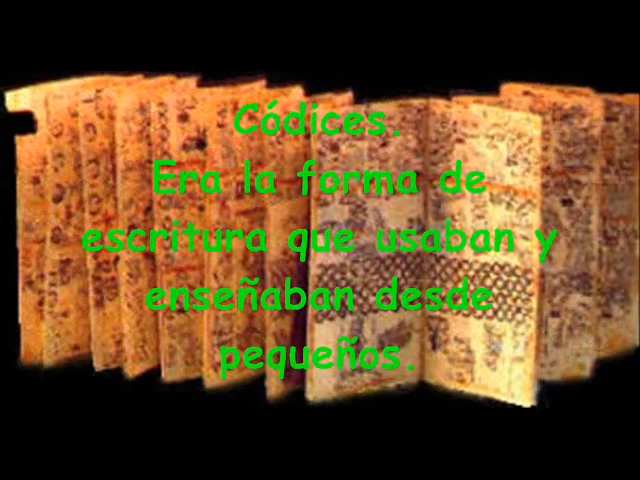 Códices.
Era la forma de
escritura que usaban y
enseñaban desde
pequeños.